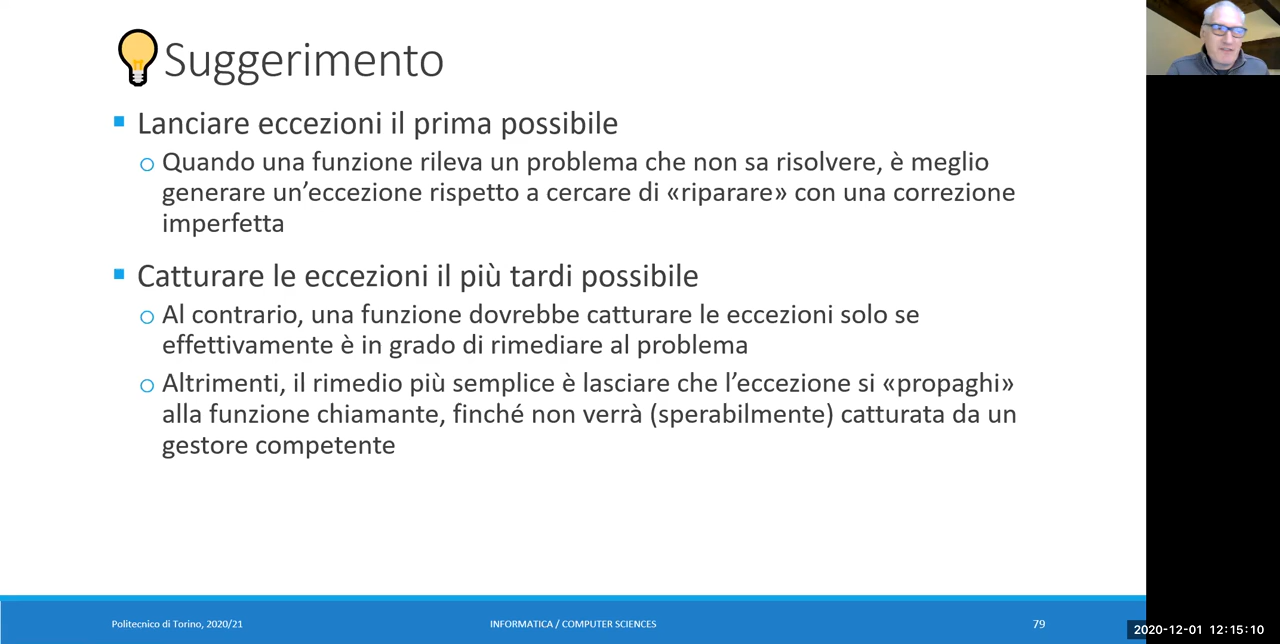 Suggerimento
Lanciare eccezioni il prima possibile
Quando una funzione rileva un problema che non sa risolvere, è meglio
generare un’eccezione rispetto a cercare di «riparare» con una correzione
imperfetta
Catturare le eccezioni il più tardi possibile
Al contrario, una funzione dovrebbe catturare le eccezioni solo se
effettivamente è in grado di rimediare al problema
Altrimenti, il rimedio più semplice è lasciare che l’eccezione si «propaghi»
alla funzione chiamante, finché non verrà (sperabilmente) catturata da un
gestore competente
Politecnico di Torino, 2020/21
INFORMATICA / COMPUTER SCIENCES
79
2020-12-01 12:15:10